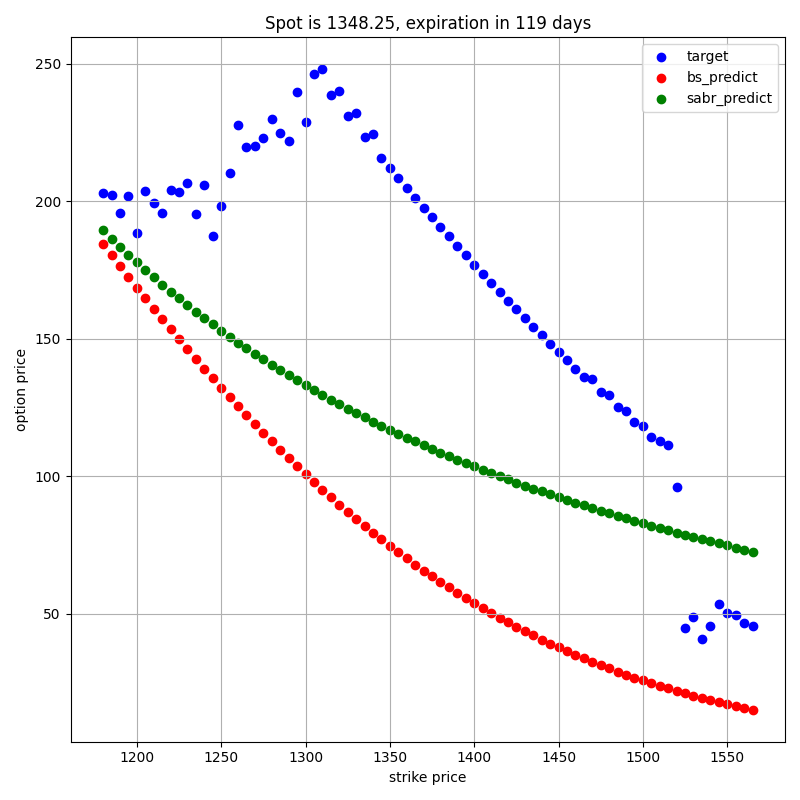 Spot is 1348.25, expiration in 119 days
target
bs_predict
sabr_predict
option price
250
200
150
100
50
1200 1250 1300 1350 1400 1450 1500 1550
strike price